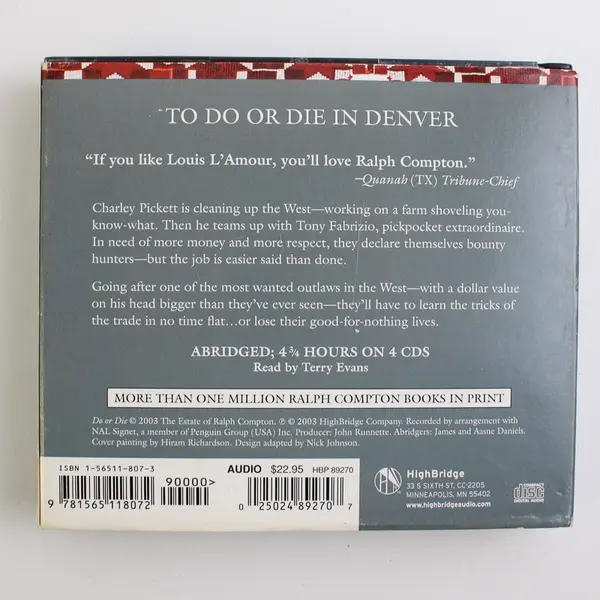 TO DO OR DIE IN DENVER
“If you like Louis L’Amour, you’ll love Ralph Compton.”
–Quanah (TX) Tribune-Chief
Charley Pickett is cleaning up the West—working on a farm shoveling you-
know-what. Then he teams up with Tony Fabrizio, pickpocket extraordinaire.
In need of more money and more respect, they declare themselves bounty
hunters—but the job is easier said than done.
Going after one of the most wanted outlaws in the West—with a dollar value
on his head bigger than they’ve ever seen—they’ll have to learn the tricks of
the trade in no time flat…or lose their good-for-nothing lives.
ABRIDGED; 4 ¾ HOURS ON 4 CDS
Read by Terry Evans
MORE THAN ONE MILLION RALPH COMPTON BOOKS IN PRINT
Do or Die © 2003 The Estate of Ralph Compton. ℗ © 2003 HighBridge Company. Recorded by arrangement with
NAL Signet, a member of Penguin Group (USA) Inc. Producer: John Runnette. Abridgers: James and Aasne Daniels.
Cover painting by Hiram Richardson. Design adapted by Nick Johnson.
ISBN 1-56511-807-3
90000>
9 781565 118072
AUDIO $22.95 HBP 89270
0 25024 89270 7
HighBridge
33 S SIXTH ST, CC-2205
MINNEAPOLIS, MN 55402
www.highbridgeaudio.com
COMPACT
disc
DIGITAL AUDIO